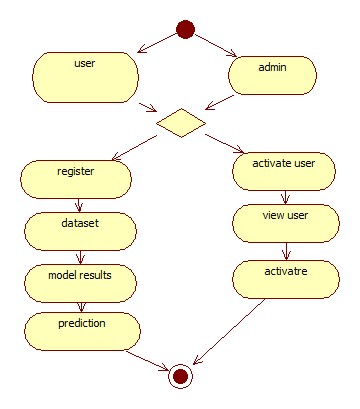 user
admin
register
activate user
dataset
view user
model results
activatre
prediction